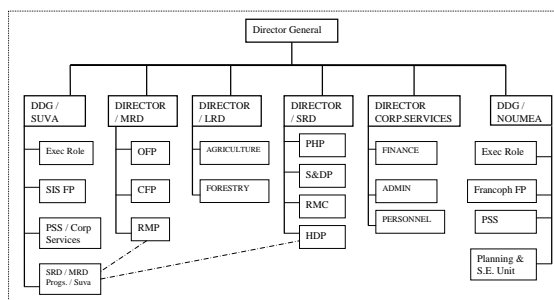 Director General
DDG /
SUVA
DIRECTOR
/ MRD
DIRECTOR
/ LRD
DIRECTOR
/ SRD
DIRECTOR
CORP.SERVICES
DDG /
NOUMEA
Exec Role
SIS FP
PSS / Corp
Services
SRD / MRD
Progs. / Suva
OFP
CFP
RMP
AGRICULTURE
FORESTRY
PHP
S&DP
RMC
HDP
FINANCE
ADMIN
PERSONNEL
Exec Role
Francoph FP
PSS
Planning &
S.E. Unit